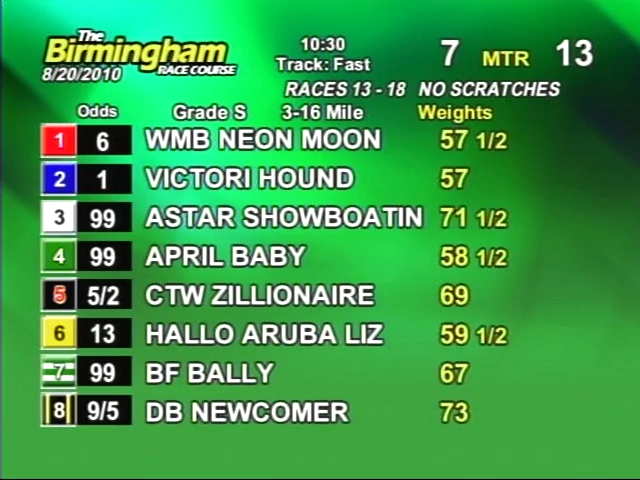 The
Birmingham
RACE COURSE
8/20/2010
10:30
Track: Fast
7 MTR 13
RACES 13 - 18 NO SCRATCHES
Odds Grade S 3-16 Mile Weights
1 6 WMB NEON MOON 57 1/2
2 1 VICTORI HOUND 57
3 99 ASTAR SHOWBOATIN 71 1/2
4 99 APRIL BABY 58 1/2
5 5/2 CTW ZILLIONAIRE 69
6 13 HALLO ARUBA LIZ 59 1/2
7 99 BF BALLY 67
8 9/5 DB NEWCOMER 73